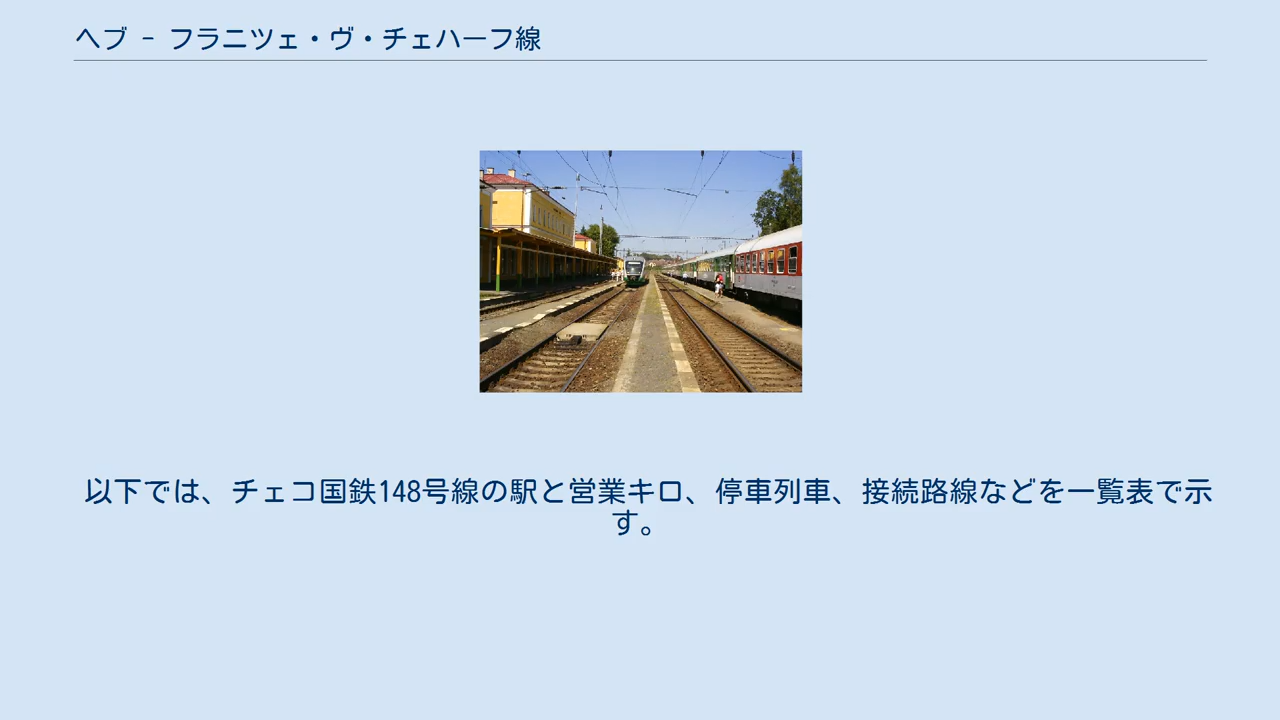 ヘブ - フラニツェ・ヴ・チェハーフ線
以下では、チェコ国鉄148号線の駅と営業キロ、停車列車、接続路線などを一覧表で示
す。